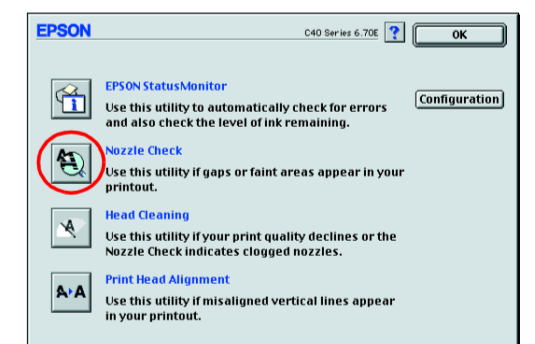 EPSON
C40 Series 6.70E
?
OK
EPSON StatusMonitor
Use this utility to automatically check for errors
and also check the level of ink remaining.
Configuration
Nozzle Check
Use this utility if gaps or faint areas appear in your
printout.
Head Cleaning
Use this utility if your print quality declines or the
Nozzle Check indicates clogged nozzles.
Print Head Alignment
Use this utility if misaligned vertical lines appear
in your printout.